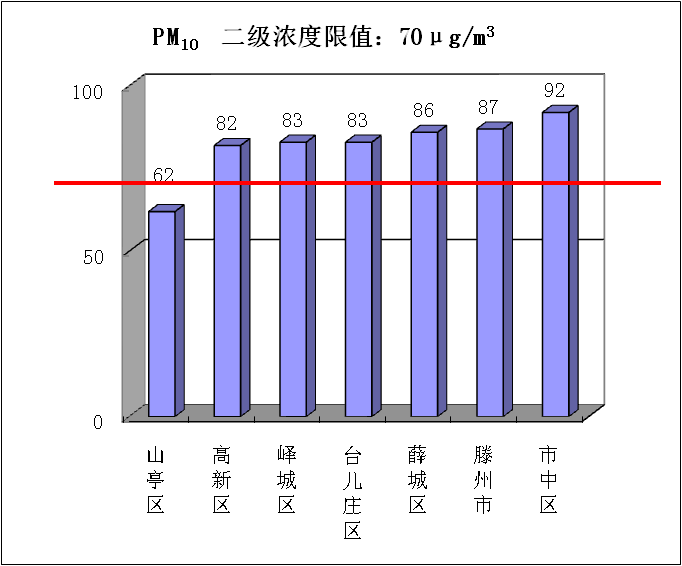 PM10 二级浓度限值：70μg/m3
100
50
0
62
82
83
83
86
87
92
山亭区
高新区
峄城区
台儿庄区
薛城区
滕州市
市中区